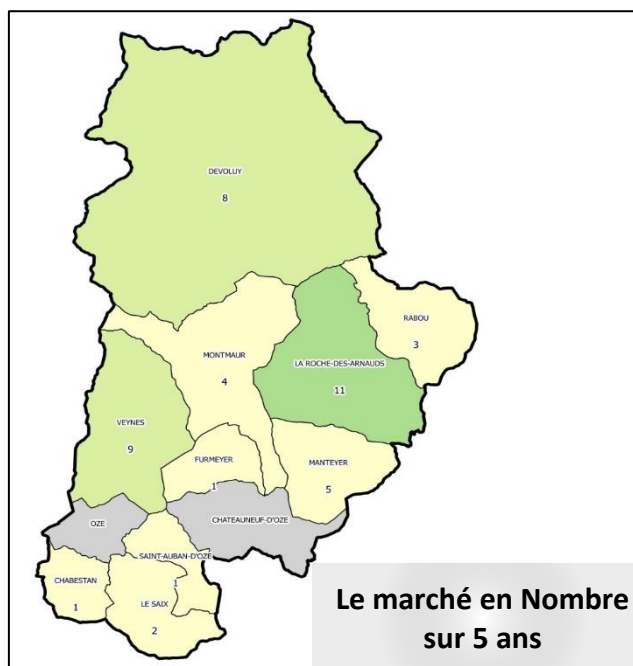 DEVOLUY
8
RABOU
3
MONTMAUR
4
LA ROCHE-DES-ARNAUDS
11
VEYNES
9
FURMEYER
1
MANTEYER
5
OZE
CHATEAUNEUF-D'OZE
SAINT-AUBAN-D'OZE
1
CHABESTAN
1
LE SAIX
2
Le marché en Nombre
sur 5 ans